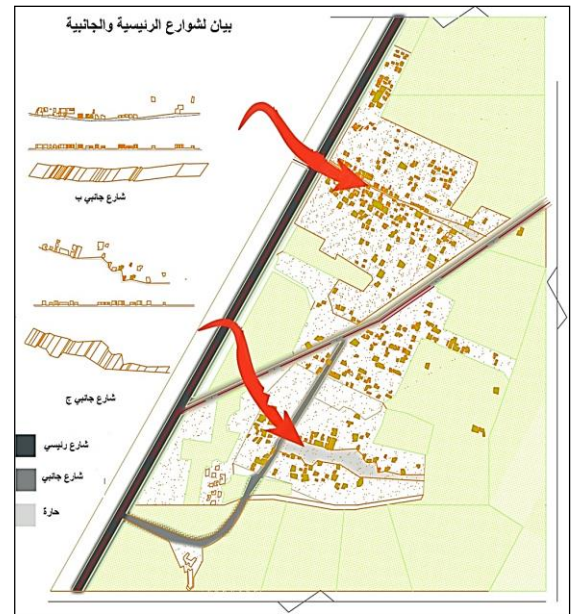 بيان لشوارع الرئيسية والجانبية
شارع جانبي ب
شارع جانبي ج
شارع رئيسي
شارع جانبي
حارة